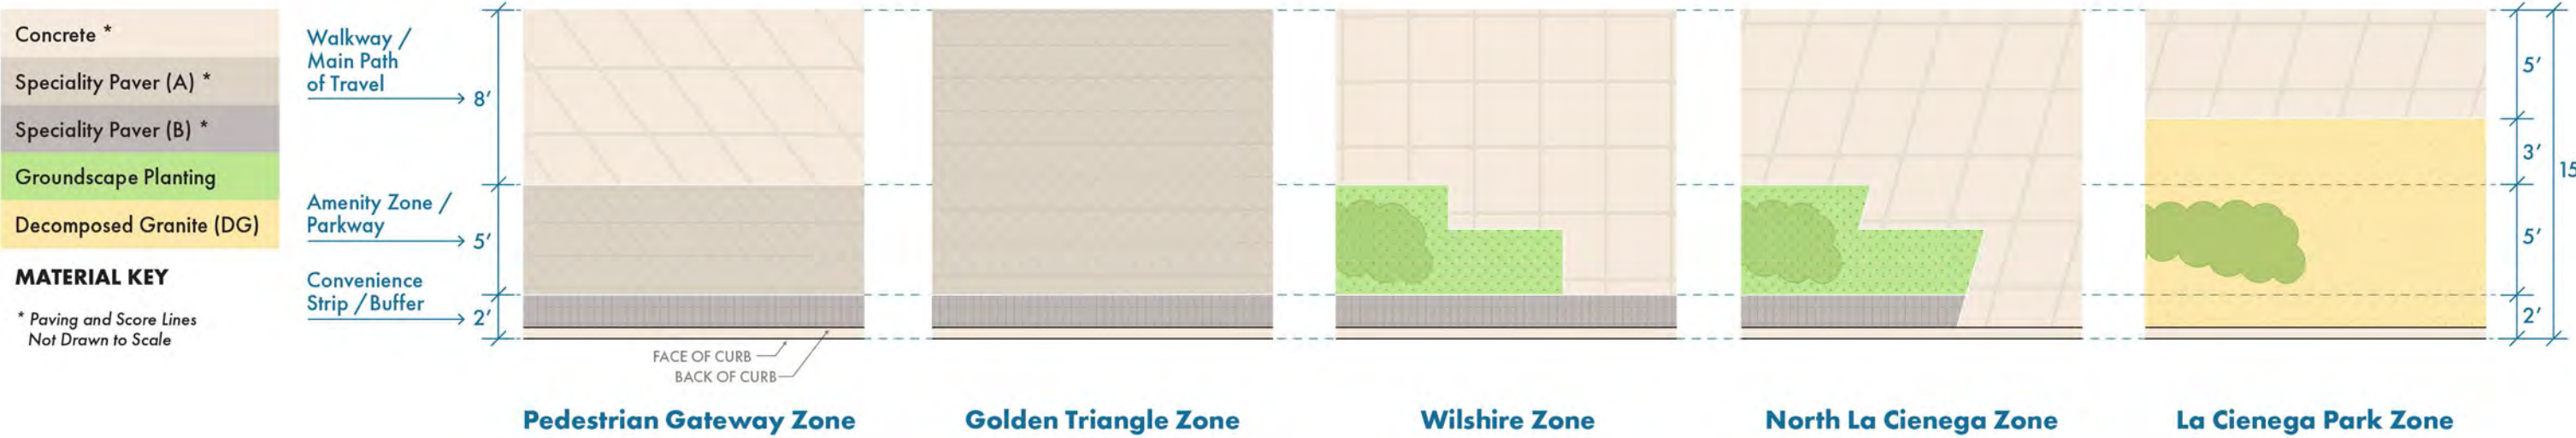 Concrete *
Speciality Paver (A) *
Speciality Paver (B) *
Groundscape Planting
Decomposed Granite (DG)
MATERIAL KEY
* Paving and Score Lines
Not Drawn to Scale
Walkway /
Main Path
of Travel
8'
Amenity Zone /
Parkway
5'
Convenience
Strip / Buffer
2'
FACE OF CURB
BACK OF CURB
5'
3'
5'
2'
15
Pedestrian Gateway Zone
Golden Triangle Zone
Wilshire Zone
North La Cienega Zone
La Cienega Park Zone